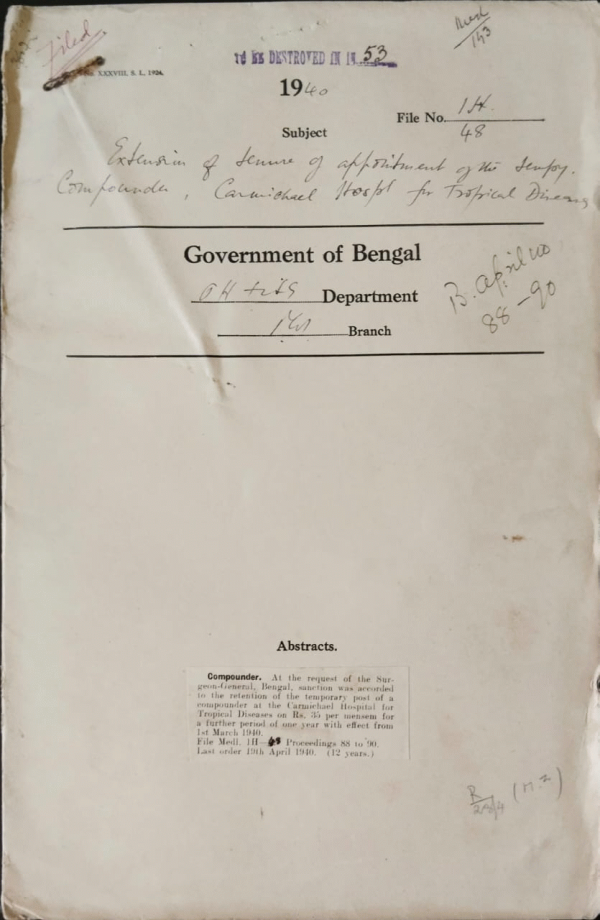 Filed
XXXVIII. S. L. 1924.
TO BE DESTROYED IN 19 53
Med
143
1940
File No. 1H
48
Subject
Extension of tenure of appointment of the tempy.
Compounder, Carmichael Hospl for Tropical Diseases
Government of Bengal
Department
Branch
B. April 40
88-90
Abstracts.
Compounder. At the request of the Sur-
geon-General, Bengal, sanction was accorded
to the retention of the temporary post of a
compounder at the Carmichael Hospital for
Tropical Diseases on Rs. 35 per mensem for
a further period of one year with effect from
1st March 1940.
File Medl. 1H— Proceedings 88 to 90.
Last order 19th April 1940. (12 years.)
R